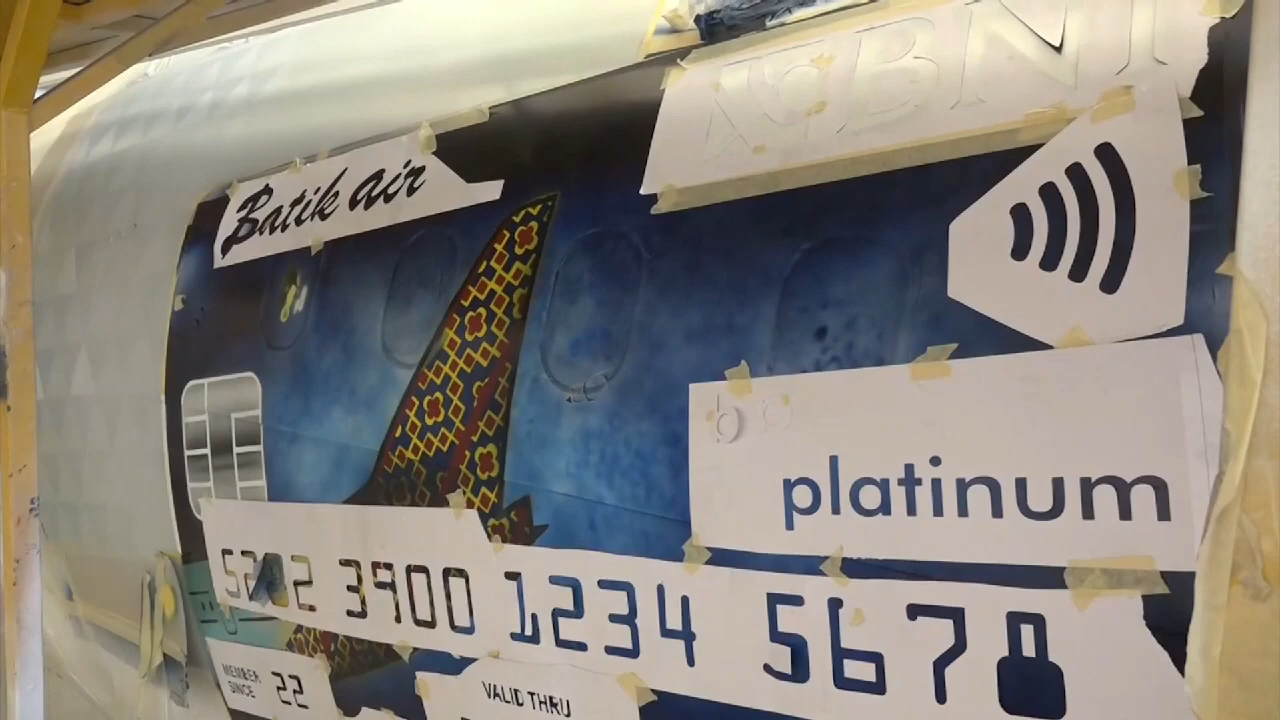 BNI
Batik air
platinum
5202 3900 1234 5678
MEMBER SINCE 22
VALID THRU